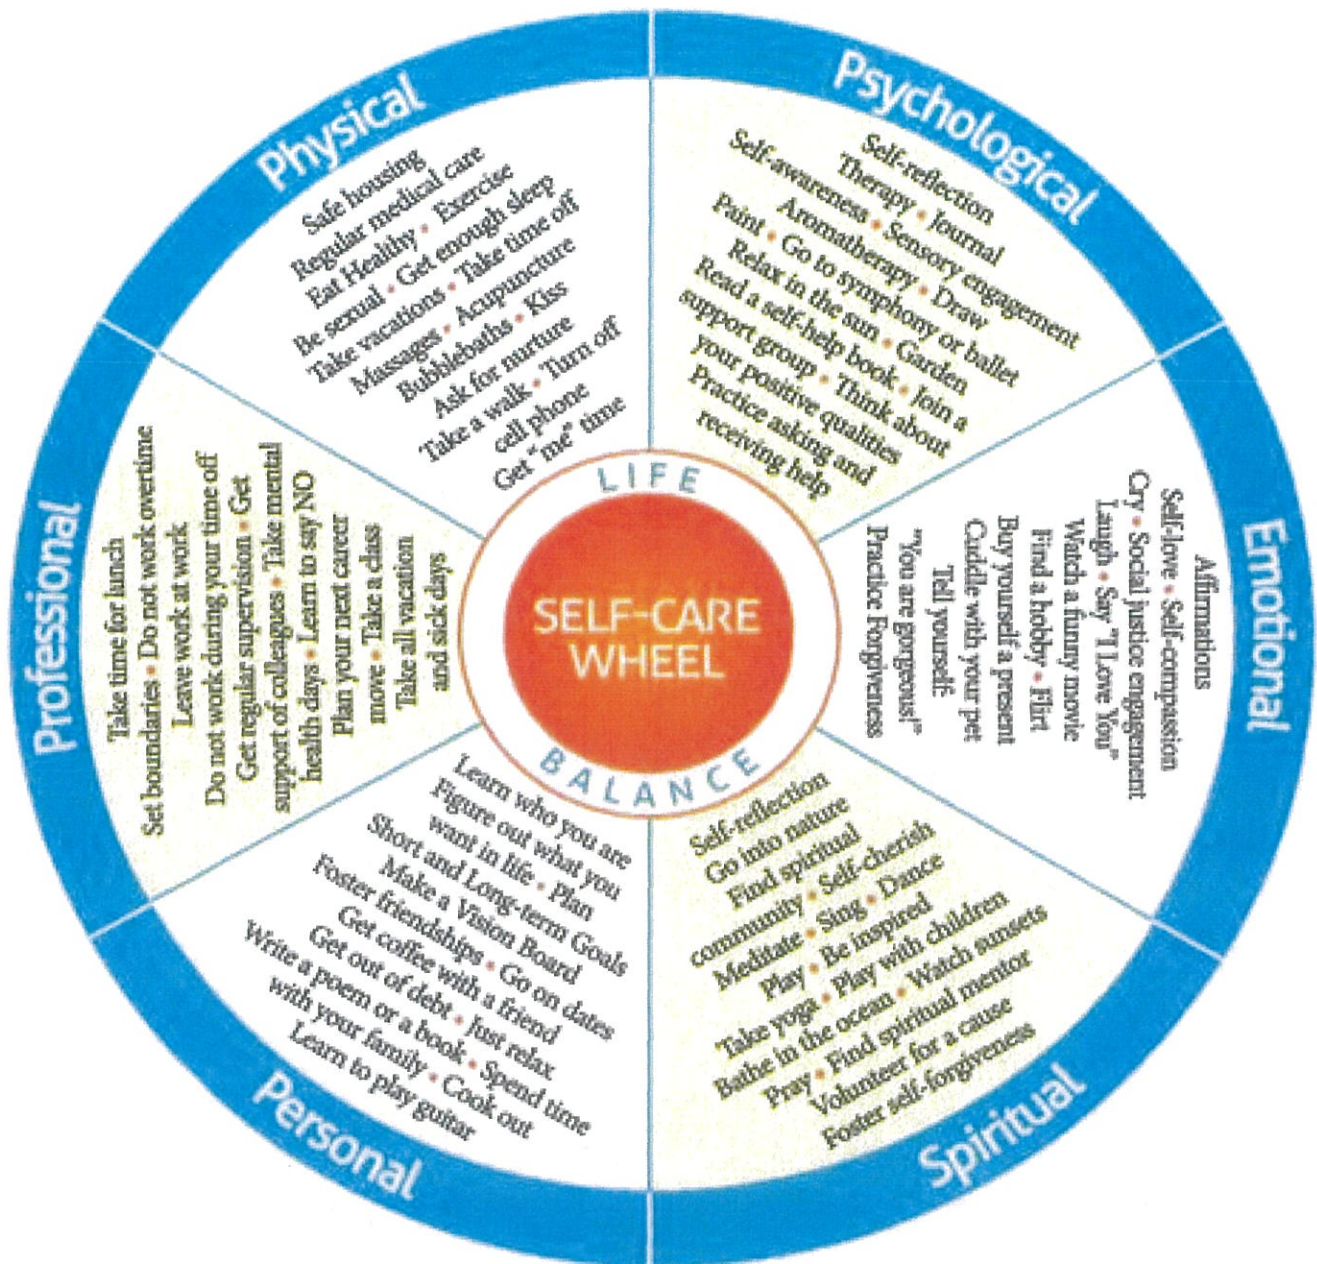 Physical
Safe housing
Regular medical care
Eat Healthy • Exercise
Be sexual • Get enough sleep
Take vacations • Take time off
Massages • Acupuncture
Bubblebaths • Kiss
Ask for nurture
Take a walk • Turn off
cell phone
Get "me" time
Psychological
Self-reflection
Therapy • Journal
Self-awareness • Sensory engagement
Aromatherapy • Draw
Paint • Go to symphony or ballet
Relax in the sun • Garden
Read a self-help book • Join a
support group • Think about
your positive qualities
Practice asking and
receiving help
Emotional
Affirmations
Self-love • Self-compassion
Cry • Social justice engagement
Laugh • Say "I Love You"
Watch a funny movie
Find a hobby • Flirt
Buy yourself a present
Cuddle with your pet
Tell yourself:
"You are gorgeous!"
Practice Forgiveness
Spiritual
Self-reflection
Go into nature
Find spiritual
community • Self-cherish
Meditate • Sing • Dance
Play • Be inspired
Take yoga • Play with children
Bathe in the ocean • Watch sunsets
Pray • Find spiritual mentor
Volunteer for a cause
Foster self-forgiveness
Personal
Learn who you are
Figure out what you
want in life • Plan
Short and Long-term Goals
Make a Vision Board
Foster friendships • Go on dates
Get coffee with a friend
Get out of debt • Just relax
Write a poem or a book • Spend time
with your family • Cook out
Learn to play guitar
Professional
Take time for lunch
Set boundaries • Do not work overtime
Leave work at work
Do not work during your time off
Get regular supervision • Get
support of colleagues • Take mental
health days • Learn to say NO
Plan your next career
move • Take a class
Take all vacation
and sick days
LIFE
SELF-CARE
WHEEL
BALANCE